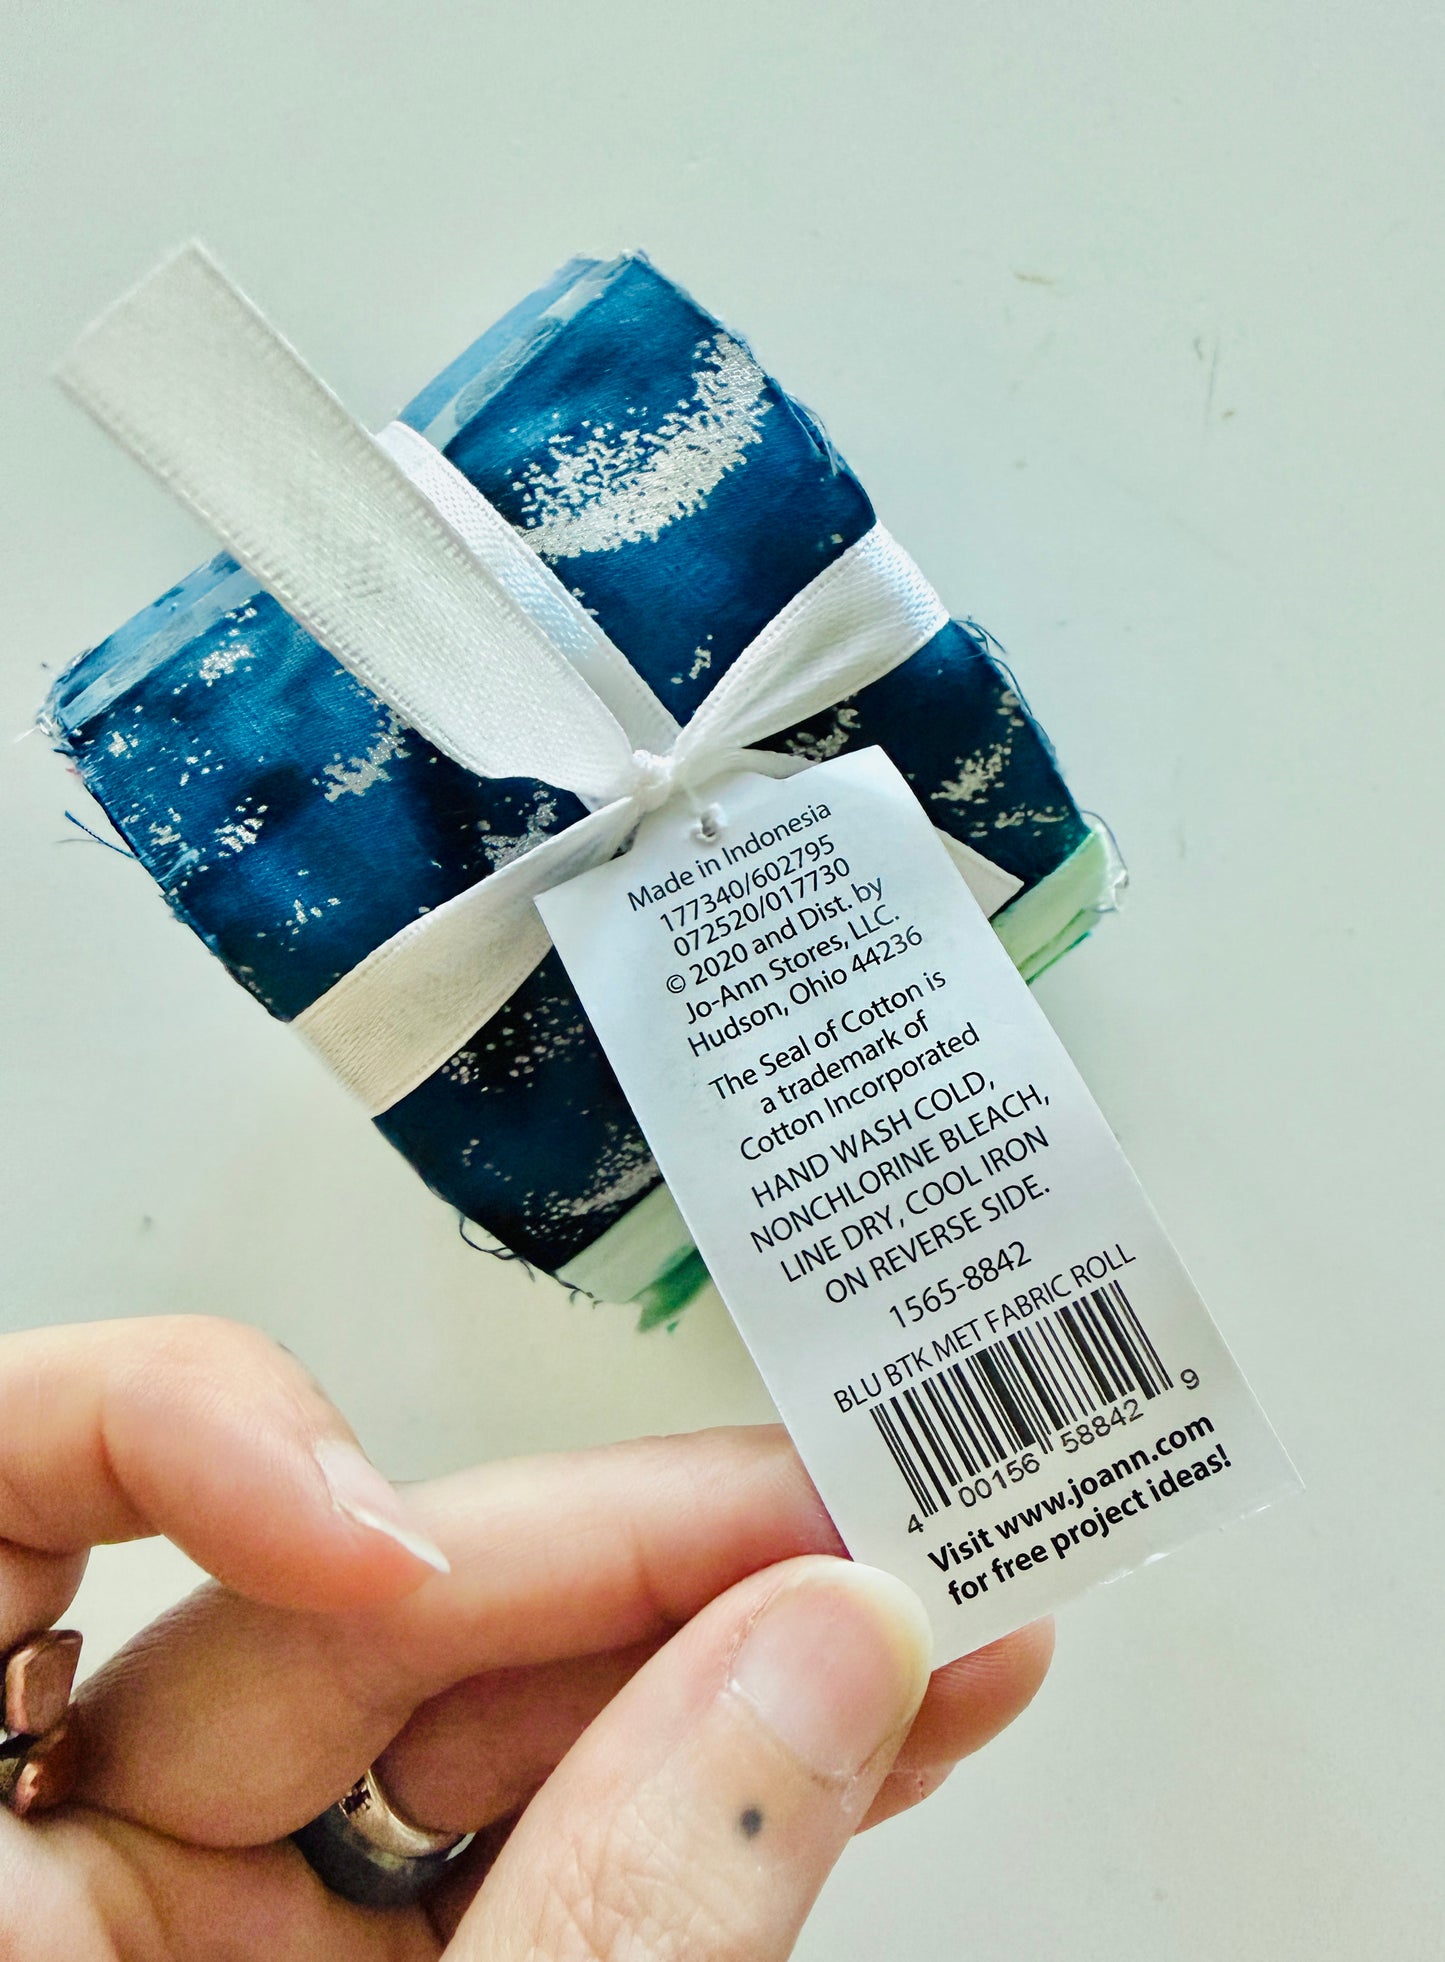 Made in Indonesia
177340/602795
072520/017730
© 2020 and Dist. by
Jo-Ann Stores, LLC.
Hudson, Ohio 44236
The Seal of Cotton is
a trademark of
Cotton Incorporated
HAND WASH COLD,
NONCHLORINE BLEACH,
LINE DRY, COOL IRON
ON REVERSE SIDE.
1565-8842
BLU BTK MET FABRIC ROLL
4 00156 58842 9
Visit www.joann.com
for free project ideas!